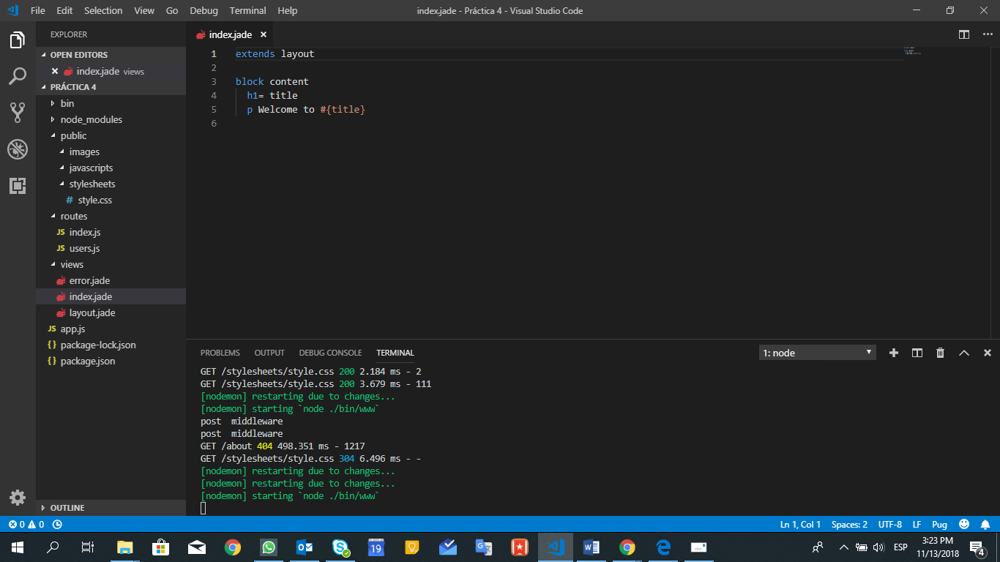 File Edit Selection View Go Debug Terminal Help
index.jade - Práctica 4 - Visual Studio Code
EXPLORER
OPEN EDITORS
index.jade views
PRÁCTICA 4
bin
node_modules
public
images
javascripts
stylesheets
# style.css
routes
JS index.js
JS users.js
views
error.jade
index.jade
layout.jade
JS app.js
{} package-lock.json
{} package.json
OUTLINE
index.jade
1 extends layout
2
3 block content
4 h1= title
5 p Welcome to #{title}
6
PROBLEMS OUTPUT DEBUG CONSOLE TERMINAL
1: node
GET /stylesheets/style.css 200 2.184 ms - 2
GET /stylesheets/style.css 200 3.679 ms - 111
[nodemon] restarting due to changes...
[nodemon] starting `node ./bin/www`
post  middleware
post  middleware
GET /about 404 498.351 ms - 1217
GET /stylesheets/style.css 304 6.496 ms - -
[nodemon] restarting due to changes...
[nodemon] restarting due to changes...
[nodemon] starting `node ./bin/www`
0 0
Ln 1, Col 1 Spaces: 2 UTF-8 LF Pug
19
ESP
3:23 PM
11/13/2018
4